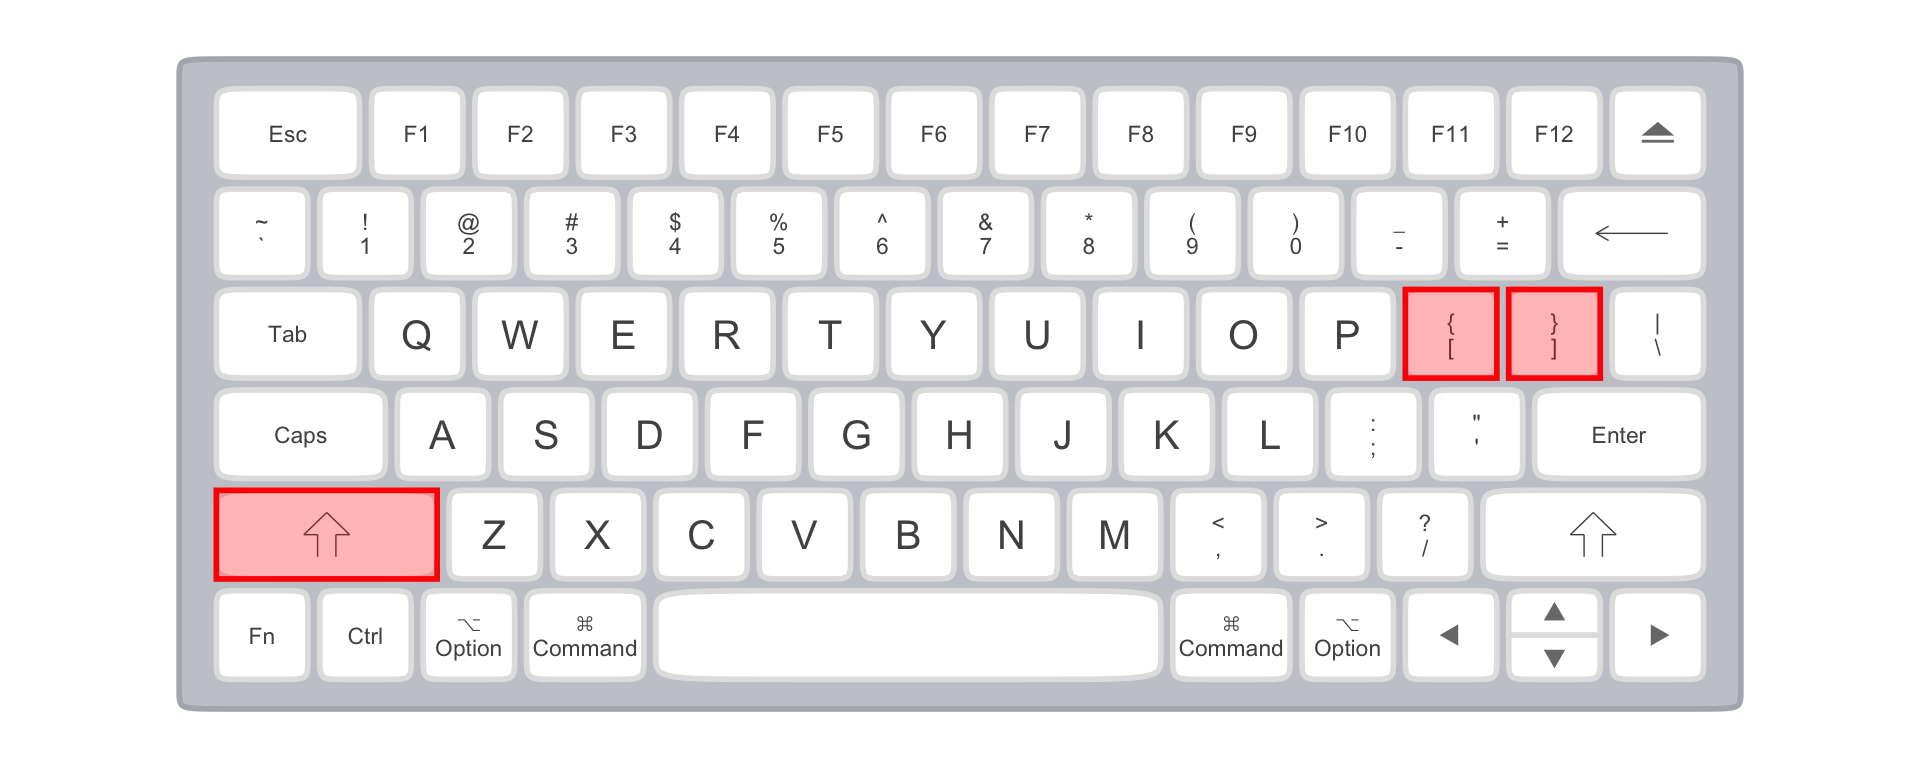 Esc F1 F2 F3 F4 F5 F6 F7 F8 F9 F10 F11 F12
~ ! @ # $ % ^ & * ( ) _ +
` 1 2 3 4 5 6 7 8 9 0 - =
Tab Q W E R T Y U I O P { } |
[ ] \
Caps A S D F G H J K L : " Enter
; '
Z X C V B N M < > ?
, . /
Fn Ctrl ⌥ ⌘ ⌘ ⌥
Option Command Command Option